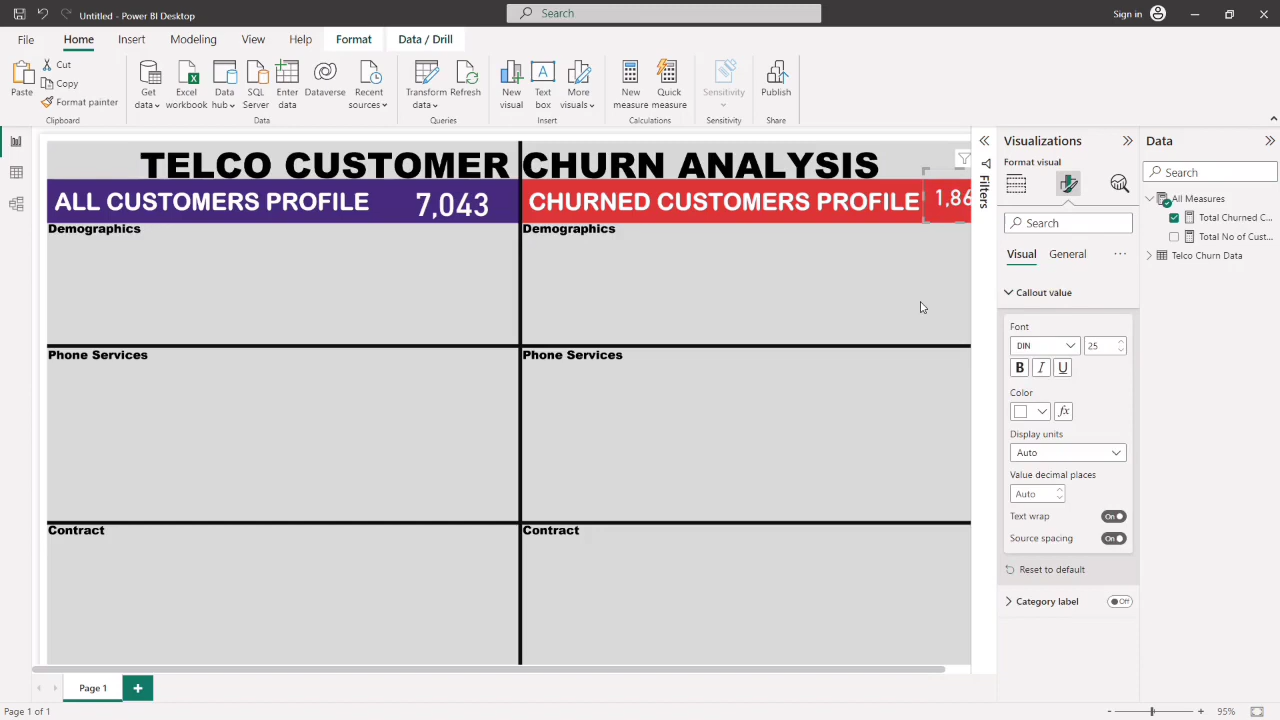 Untitled - Power BI Desktop
Search
Sign in
File
Home
Insert
Modeling
View
Help
Format
Data / Drill
Paste
Cut
Copy
Format painter
Clipboard
Get data
Excel workbook
Data hub
SQL Server
Enter data
Dataverse
Recent sources
Data
Transform data
Refresh
Queries
New visual
Text box
More visuals
Insert
New measure
Quick measure
Calculations
Sensitivity
Sensitivity
Publish
Share
TELCO CUSTOMER CHURN ANALYSIS
ALL CUSTOMERS PROFILE 7,043
CHURNED CUSTOMERS PROFILE 1,86
Demographics
Demographics
Phone Services
Phone Services
Contract
Contract
Filters
Visualizations
Format visual
Search
Visual
General
...
Callout value
Font
DIN
25
B I U
Color
fx
Display units
Auto
Value decimal places
Auto
Text wrap On
Source spacing On
Reset to default
Category label Off
Data
Search
All Measures
Total Churned C...
Total No of Cust...
Telco Churn Data
Page 1
Page 1 of 1
- + 95%